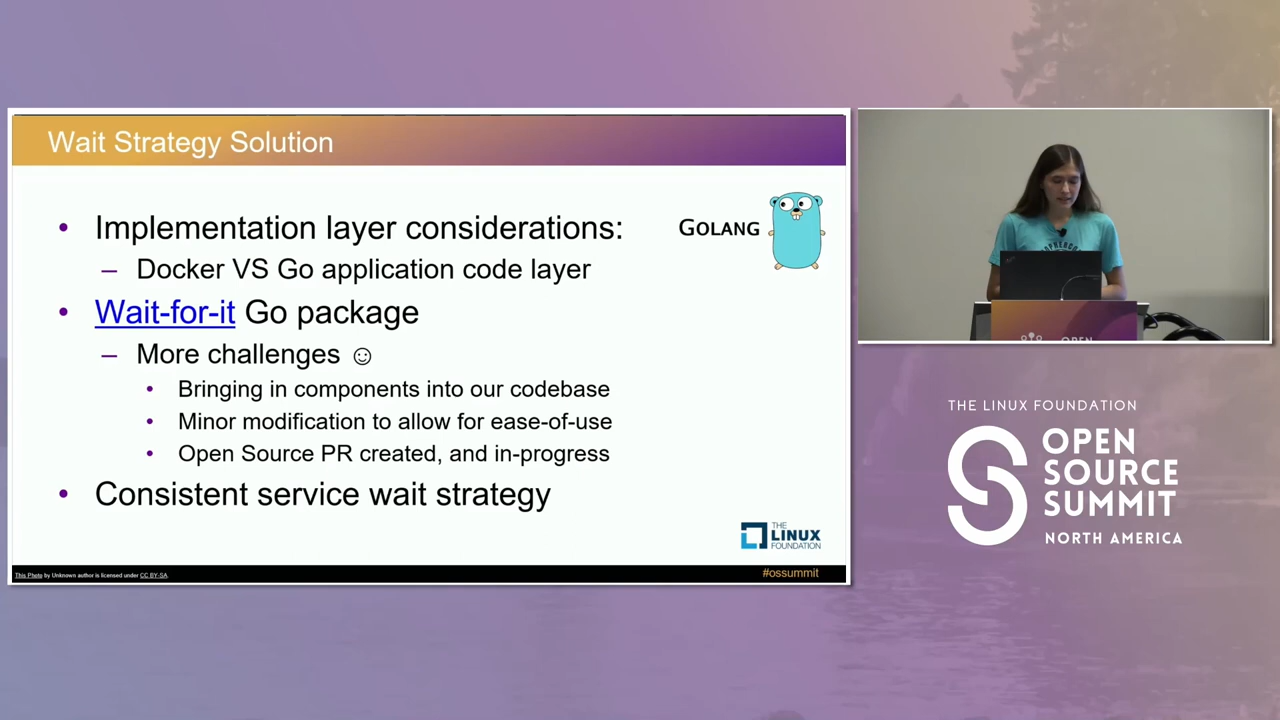 Wait Strategy Solution
• Implementation layer considerations:
GOLANG
– Docker VS Go application code layer
• Wait-for-it Go package
– More challenges ☺
• Bringing in components into our codebase
• Minor modification to allow for ease-of-use
• Open Source PR created, and in-progress
• Consistent service wait strategy
THE
LINUX
FOUNDATION
This Photo by Unknown author is licensed under CC BY-SA.
#ossummit
OPEN
THE LINUX FOUNDATION
OPEN
SOURCE
SUMMIT
NORTH AMERICA